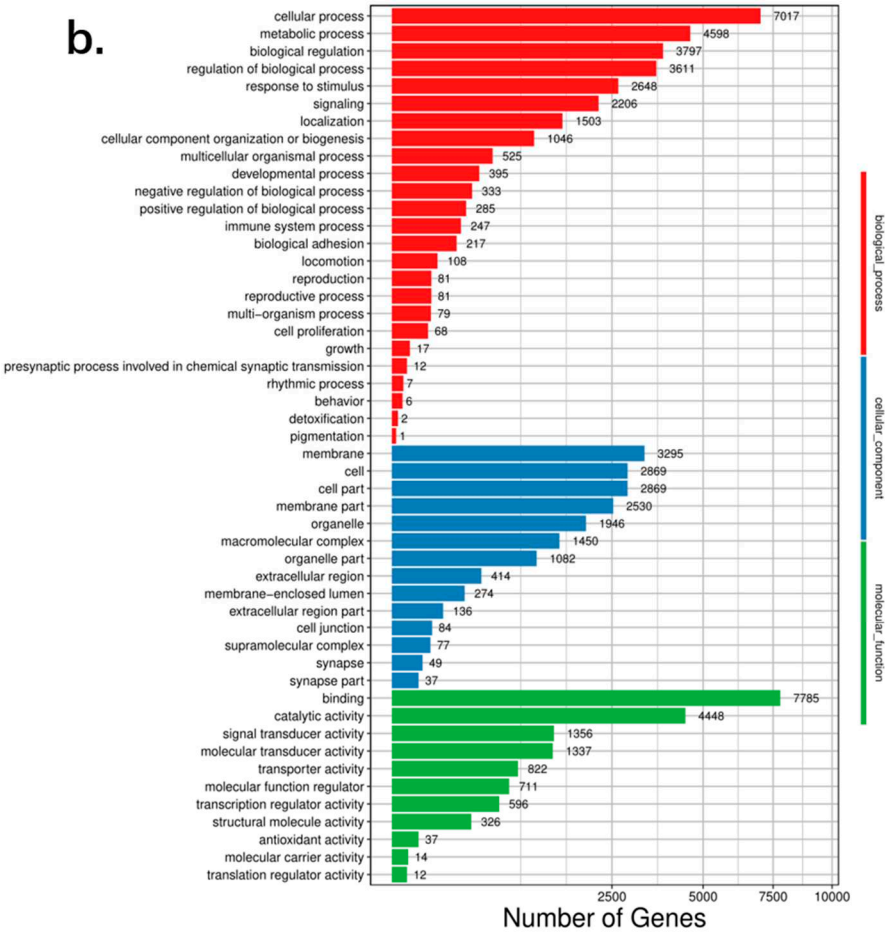 b.
cellular process 7017
metabolic process 4598
biological regulation 3797
regulation of biological process 3611
response to stimulus 2648
signaling 2206
localization 1503
cellular component organization or biogenesis 1046
multicellular organismal process 525
developmental process 395
negative regulation of biological process 333
positive regulation of biological process 285
immune system process 247
biological adhesion 217
locomotion 108
reproduction 81
reproductive process 81
multi-organism process 79
cell proliferation 68
growth 17
presynaptic process involved in chemical synaptic transmission 12
rhythmic process 7
behavior 6
detoxification 2
pigmentation 1
membrane 3295
cell 2869
cell part 2869
membrane part 2530
organelle 1946
macromolecular complex 1450
organelle part 1082
extracellular region 414
membrane-enclosed lumen 274
extracellular region part 136
cell junction 84
supramolecular complex 77
synapse 49
synapse part 37
binding 7785
catalytic activity 4448
signal transducer activity 1356
molecular transducer activity 1337
transporter activity 822
molecular function regulator 711
transcription regulator activity 596
structural molecule activity 326
antioxidant activity 37
molecular carrier activity 14
translation regulator activity 12
2500 5000 7500 10000
Number of Genes
biological_process
cellular_component
molecular_function